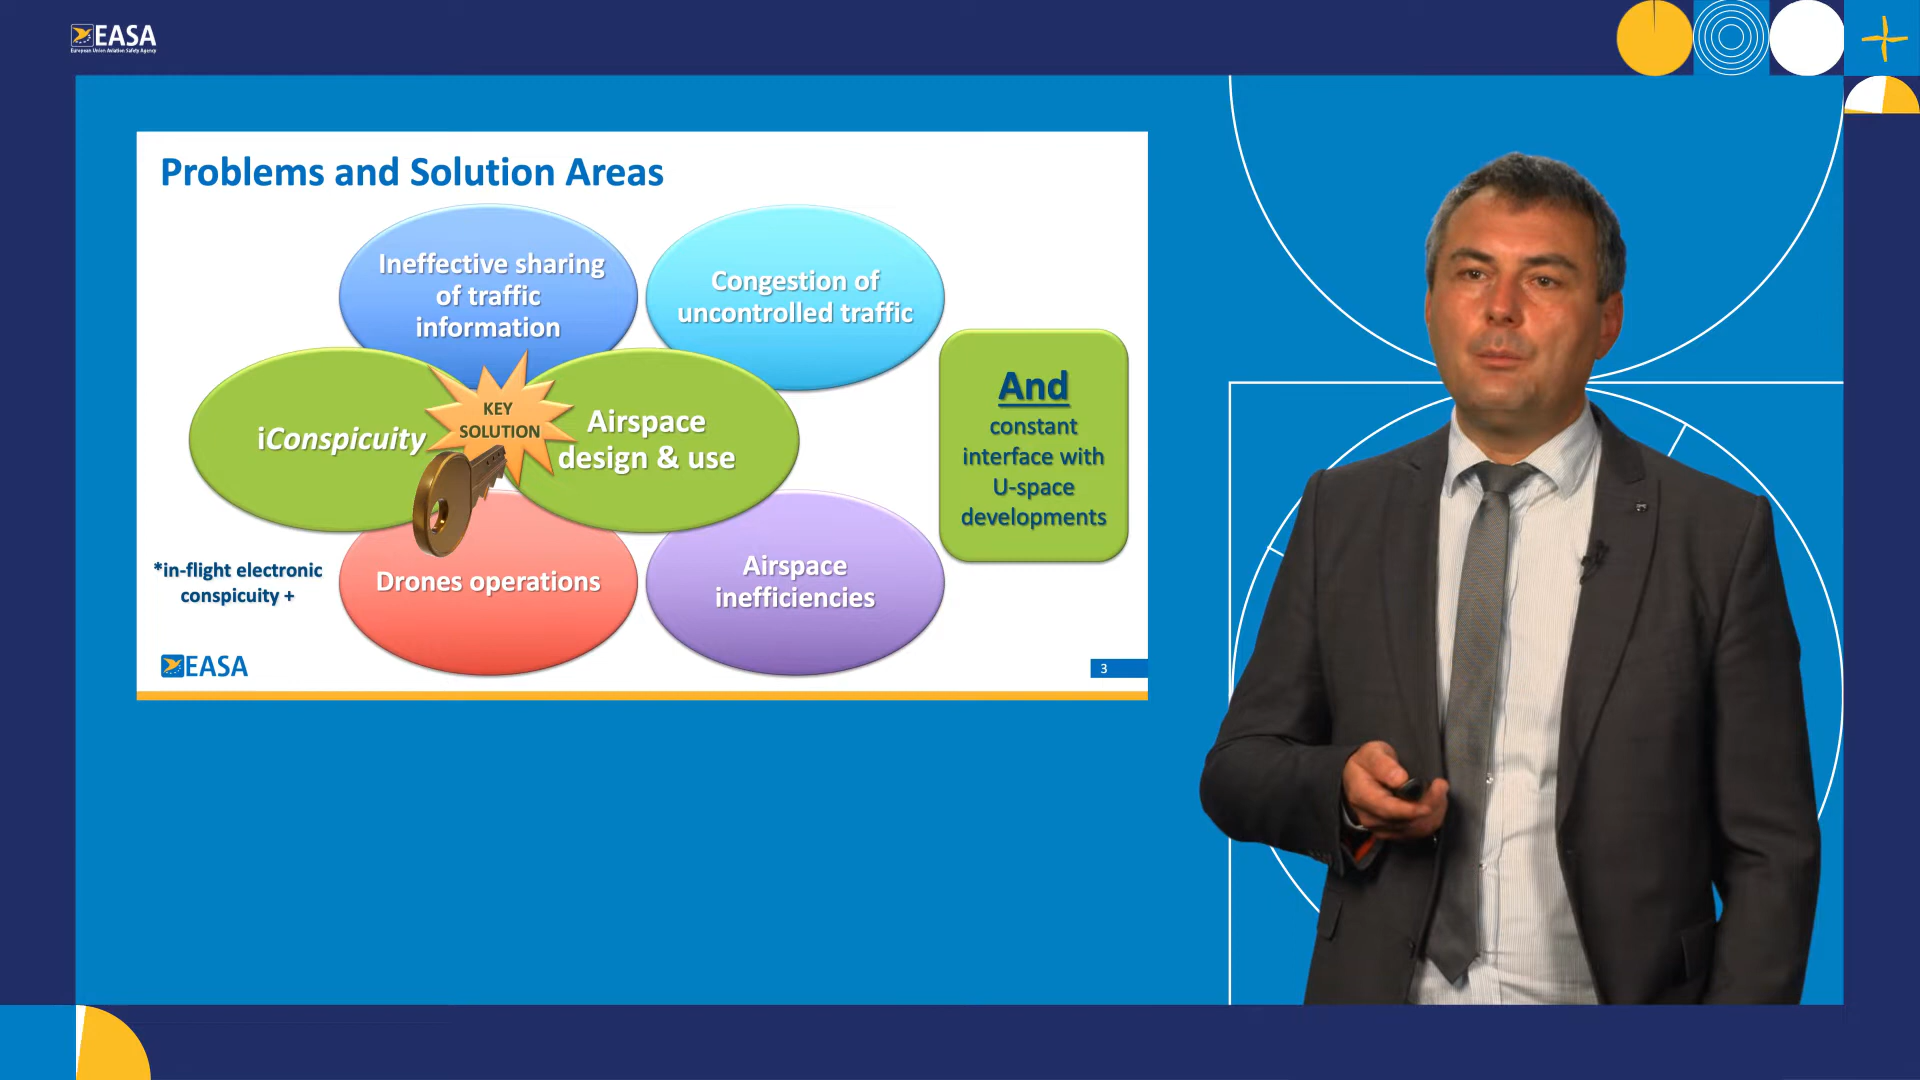 EASA
European Union Aviation Safety Agency
Problems and Solution Areas
Ineffective sharing
of traffic
information
Congestion of
uncontrolled traffic
iConspicuity
KEY
SOLUTION
Airspace
design & use
And
constant
interface with
U-space
developments
*in-flight electronic
conspicuity +
Drones operations
Airspace
inefficiencies
EASA
3